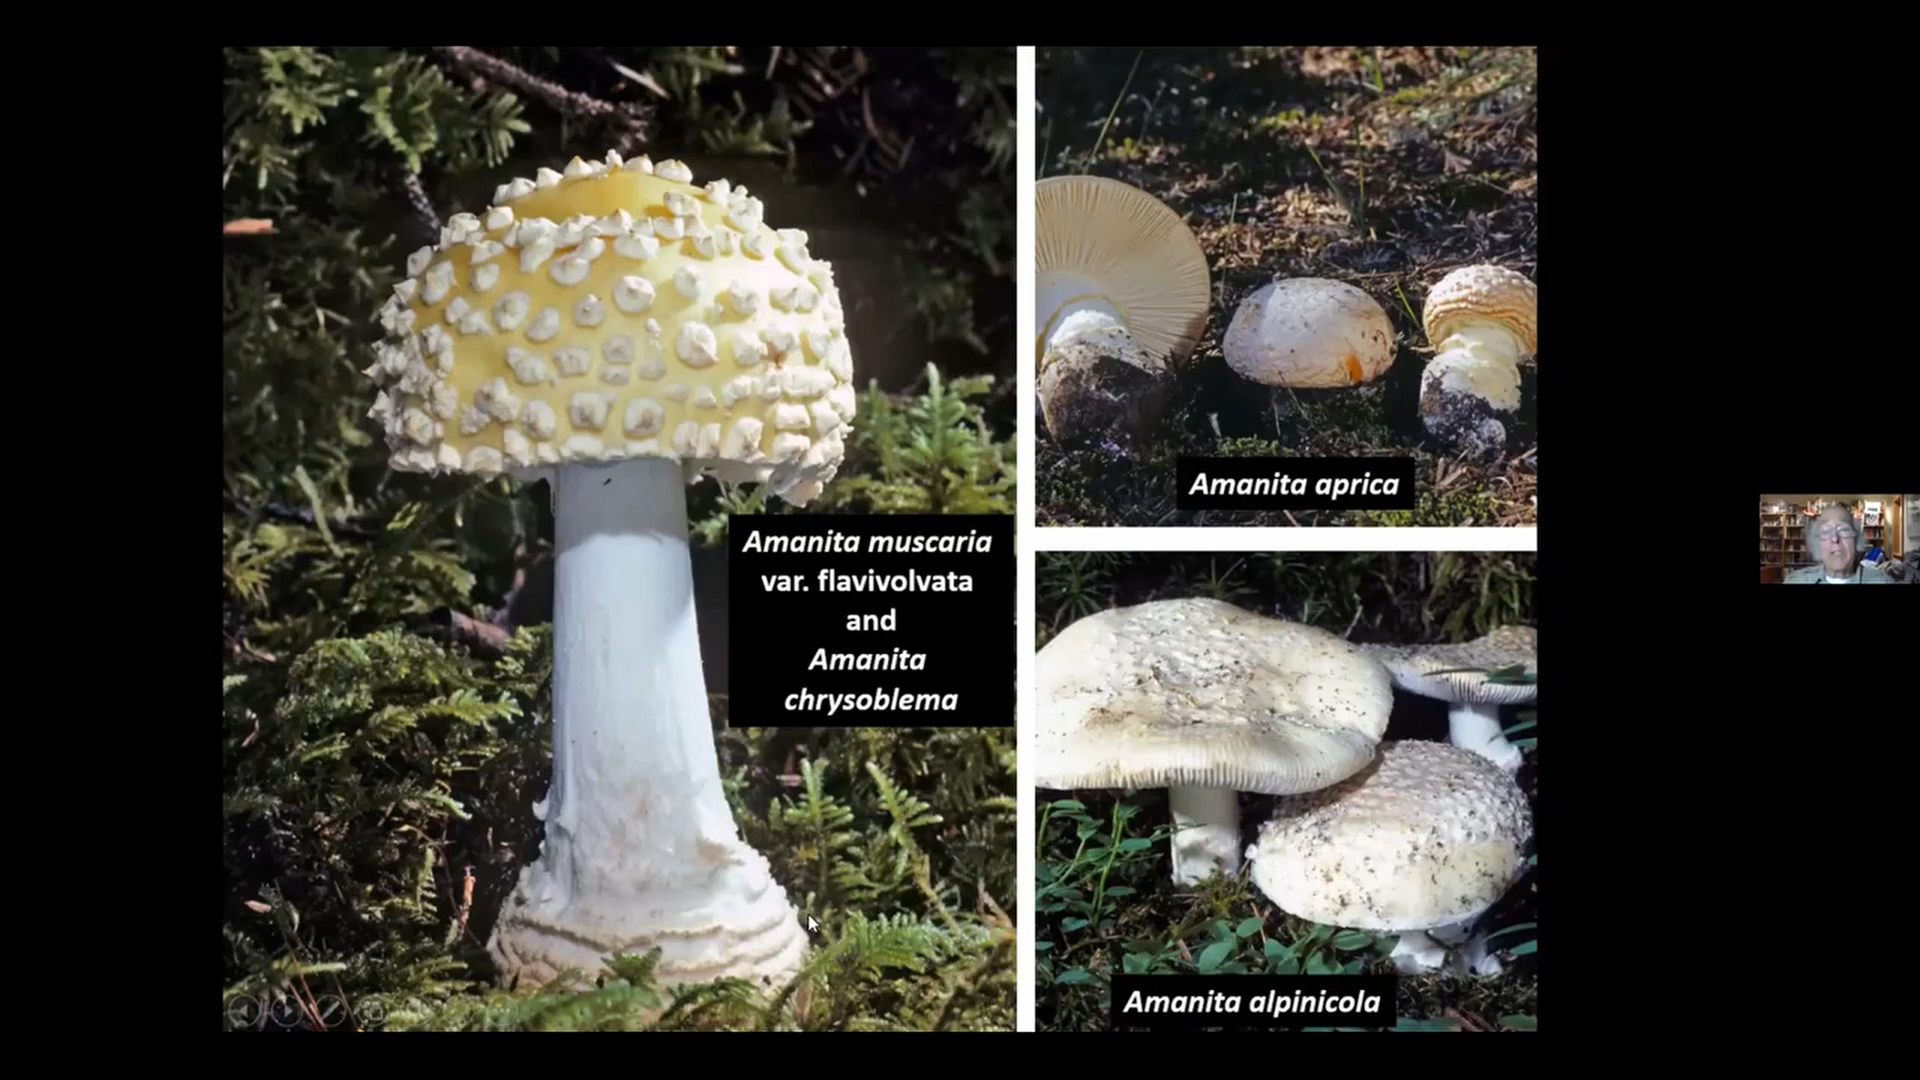 Amanita muscaria
var. flavivolvata
and
Amanita
chrysoblema
Amanita aprica
Amanita alpinicola